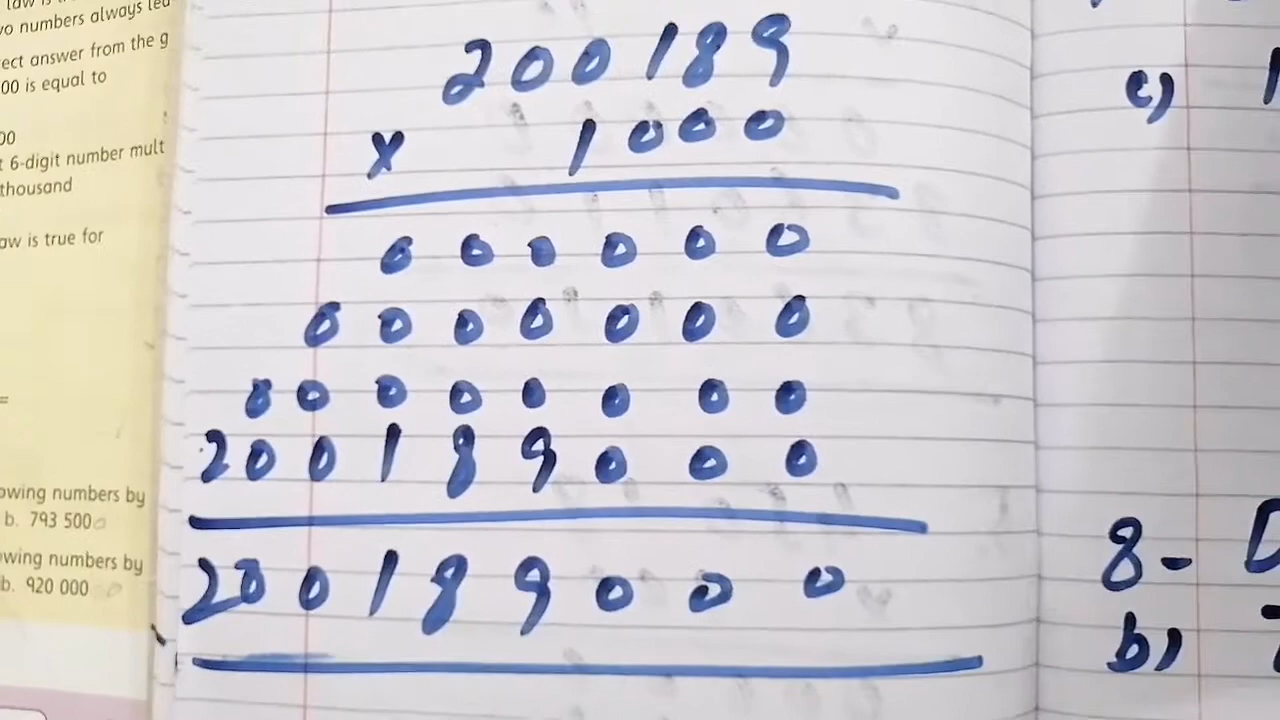 law is
wo numbers always lea
ect answer from the g
00 is equal to
00
t 6-digit number mult
thousand
aw is true for
=
owing numbers by
b. 793 500
owing numbers by
b. 920 000
200189
x 1000
000000
0000000
00000000
200189000
200189000
c)
8-
b)